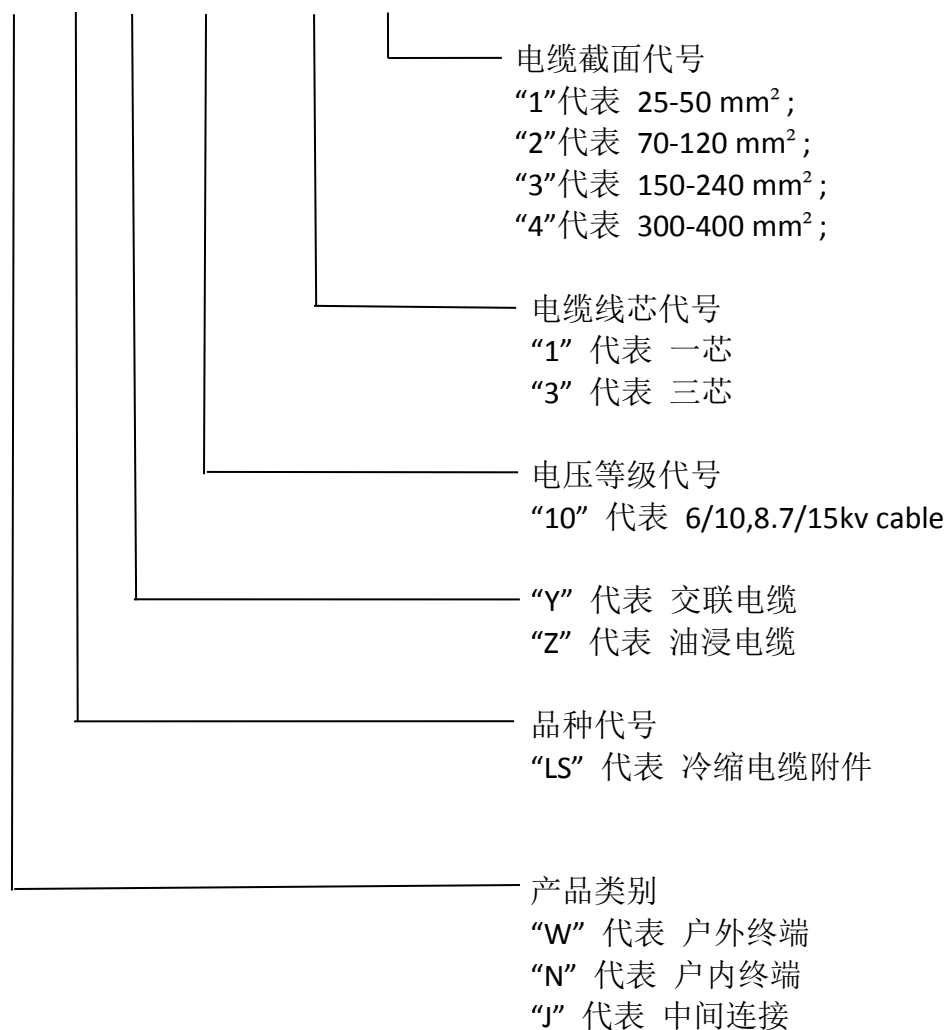 电缆截面代号
“1”代表 25-50 mm² ;
“2”代表 70-120 mm² ;
“3”代表 150-240 mm² ;
“4”代表 300-400 mm² ;
电缆线芯代号
“1” 代表 一芯
“3” 代表 三芯
电压等级代号
“10” 代表 6/10,8.7/15kv cable
“Y” 代表 交联电缆
“Z” 代表 油浸电缆
品种代号
“LS” 代表 冷缩电缆附件
产品类别
“W” 代表 户外终端
“N” 代表 户内终端
“J” 代表 中间连接